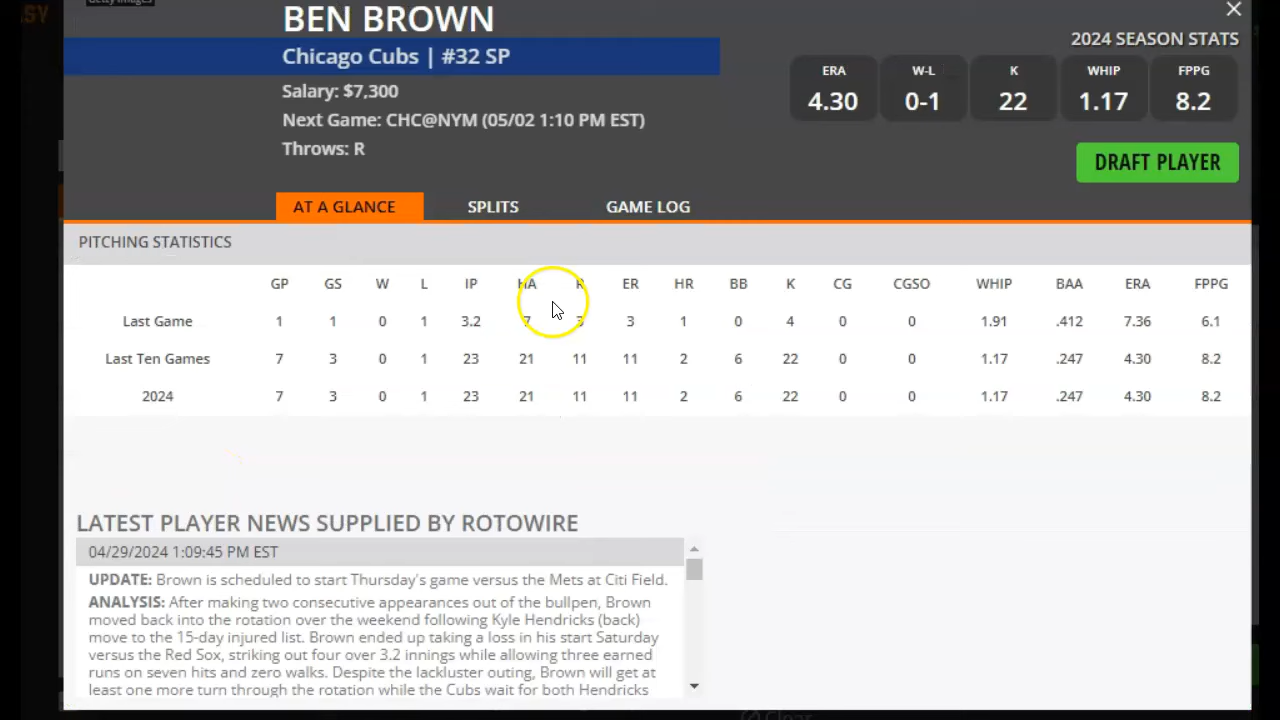 Getty Images
BEN BROWN
Chicago Cubs | #32 SP
Salary: $7,300
Next Game: CHC@NYM (05/02 1:10 PM EST)
Throws: R
2024 SEASON STATS
ERA W-L K WHIP FPPG
4.30 0-1 22 1.17 8.2
DRAFT PLAYER
AT A GLANCE SPLITS GAME LOG
PITCHING STATISTICS
GP GS W L IP HA R ER HR BB K CG CGSO WHIP BAA ERA FPPG
Last Game 1 1 0 1 3.2 7 3 3 1 0 4 0 0 1.91 .412 7.36 6.1
Last Ten Games 7 3 0 1 23 21 11 11 2 6 22 0 0 1.17 .247 4.30 8.2
2024 7 3 0 1 23 21 11 11 2 6 22 0 0 1.17 .247 4.30 8.2
LATEST PLAYER NEWS SUPPLIED BY ROTOWIRE
04/29/2024 1:09:45 PM EST
UPDATE: Brown is scheduled to start Thursday's game versus the Mets at Citi Field.
ANALYSIS: After making two consecutive appearances out of the bullpen, Brown
moved back into the rotation over the weekend following Kyle Hendricks (back)
move to the 15-day injured list. Brown ended up taking a loss in his start Saturday
versus the Red Sox, striking out four over 3.2 innings while allowing three earned
runs on seven hits and zero walks. Despite the lackluster outing, Brown will get at
least one more turn through the rotation while the Cubs wait for both Hendricks
Clear